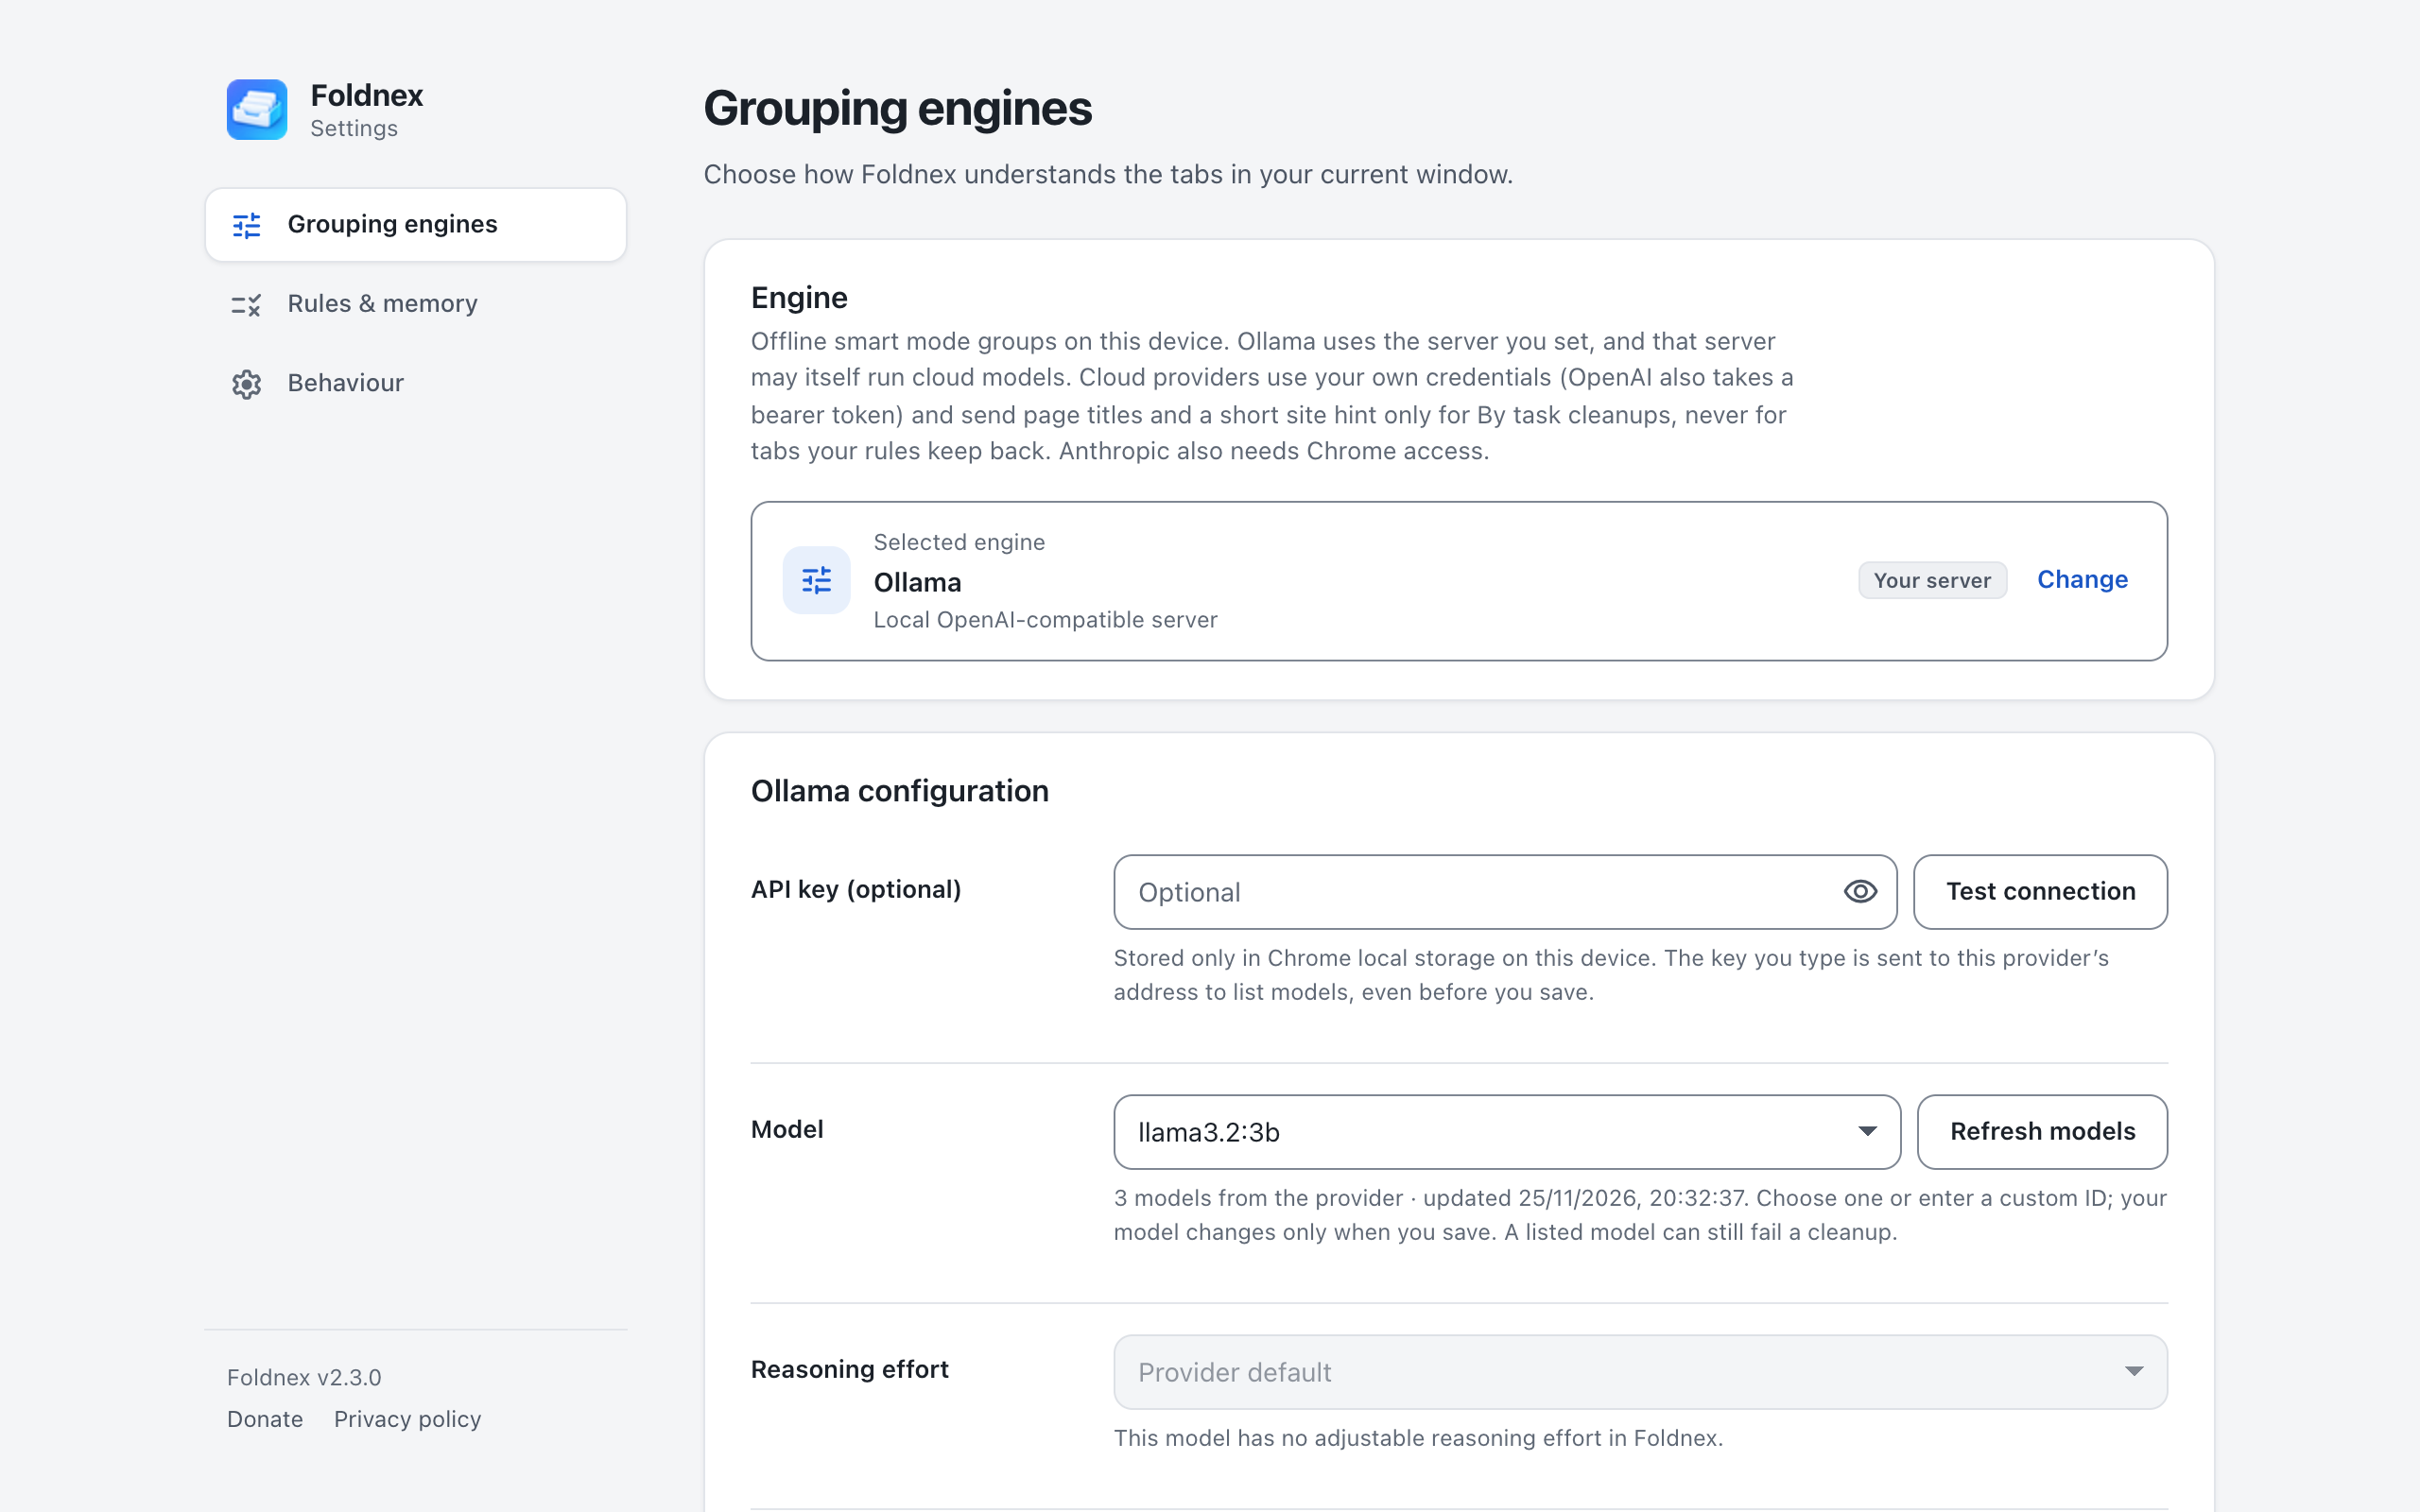 Foldnex
Settings
Grouping engines
Rules & memory
Behaviour
Foldnex v2.3.0
Donate Privacy policy
Grouping engines
Choose how Foldnex understands the tabs in your current window.
Engine
Offline smart mode groups on this device. Ollama uses the server you set, and that server
may itself run cloud models. Cloud providers use your own credentials (OpenAI also takes a
bearer token) and send page titles and a short site hint only for By task cleanups, never for
tabs your rules keep back. Anthropic also needs Chrome access.
Selected engine
Ollama
Local OpenAI-compatible server
Your server
Change
Ollama configuration
API key (optional)
Optional
Test connection
Stored only in Chrome local storage on this device. The key you type is sent to this provider’s
address to list models, even before you save.
Model
llama3.2:3b
Refresh models
3 models from the provider · updated 25/11/2026, 20:32:37. Choose one or enter a custom ID; your
model changes only when you save. A listed model can still fail a cleanup.
Reasoning effort
Provider default
This model has no adjustable reasoning effort in Foldnex.